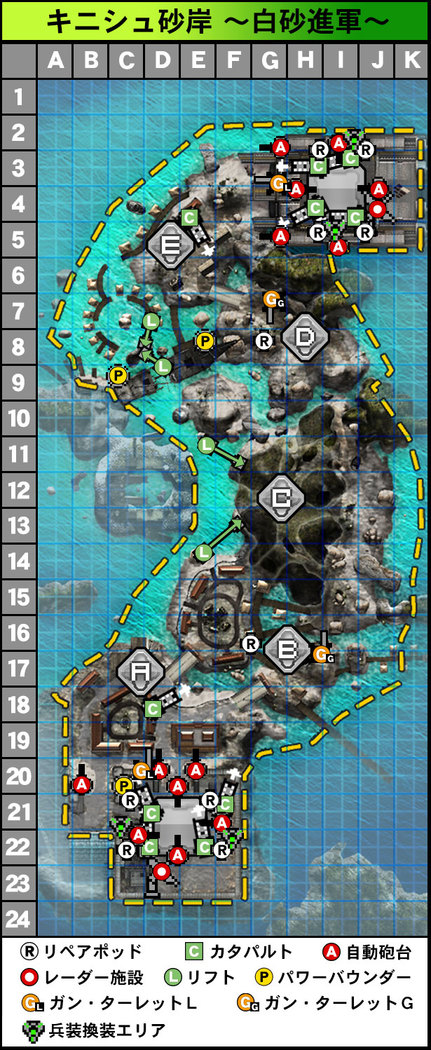 キニシュ砂岸 ～白砂進軍～
A B C D E F G H I J K
1
2
A R A R
3
C C
4
G L A A
C
5
C C
A R R A
E
6
7
G G
L
8
P R D
L
9
P
10
11
L
12
C
13
14
L
15
16
R B
17
G G
A
18
C
19
20
G L A A
A P A
21
R R
C C
22
A A
C C
R A R
23
24
R リペアポッド C カタパルト A 自動砲台
レーダー施設 L リフト P パワーバウンダー
G L ガン・ターレットL G G ガン・ターレットG
兵装換装エリア